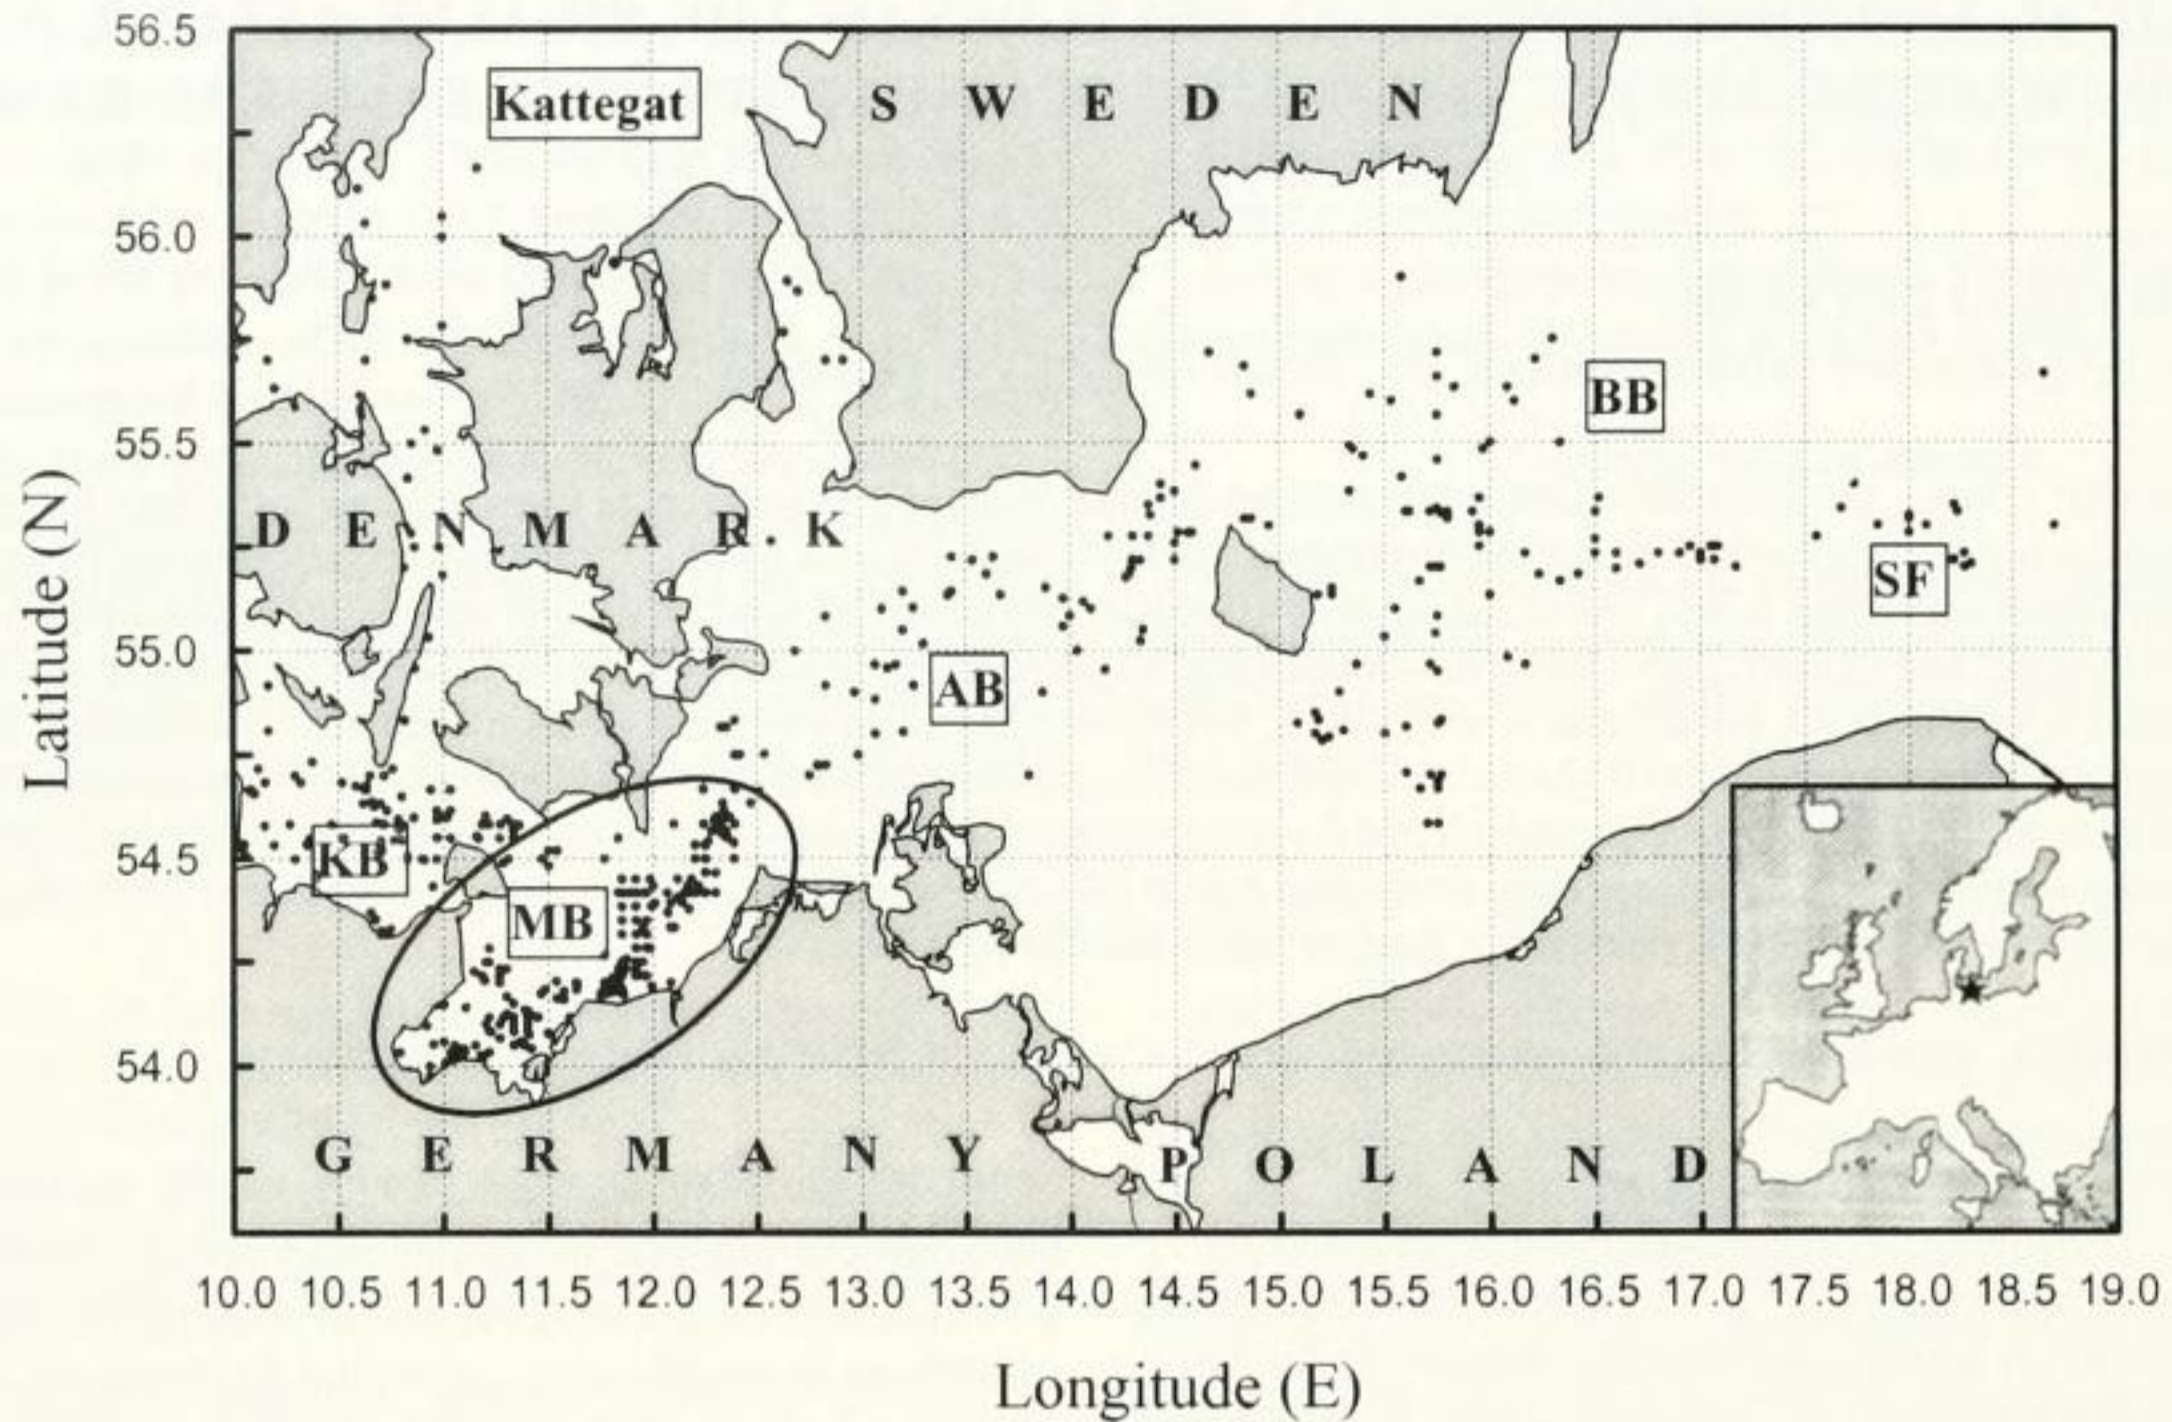 56.5
Kattegat
S W E D E N
56.0
BB
55.5
D E N M A R K
SF
55.0
AB
54.5
KB
MB
54.0
G E R M A N Y
P O L A N D
10.0 10.5 11.0 11.5 12.0 12.5 13.0 13.5 14.0 14.5 15.0 15.5 16.0 16.5 17.0 17.5 18.0 18.5 19.0
Latitude (N)
Longitude (E)